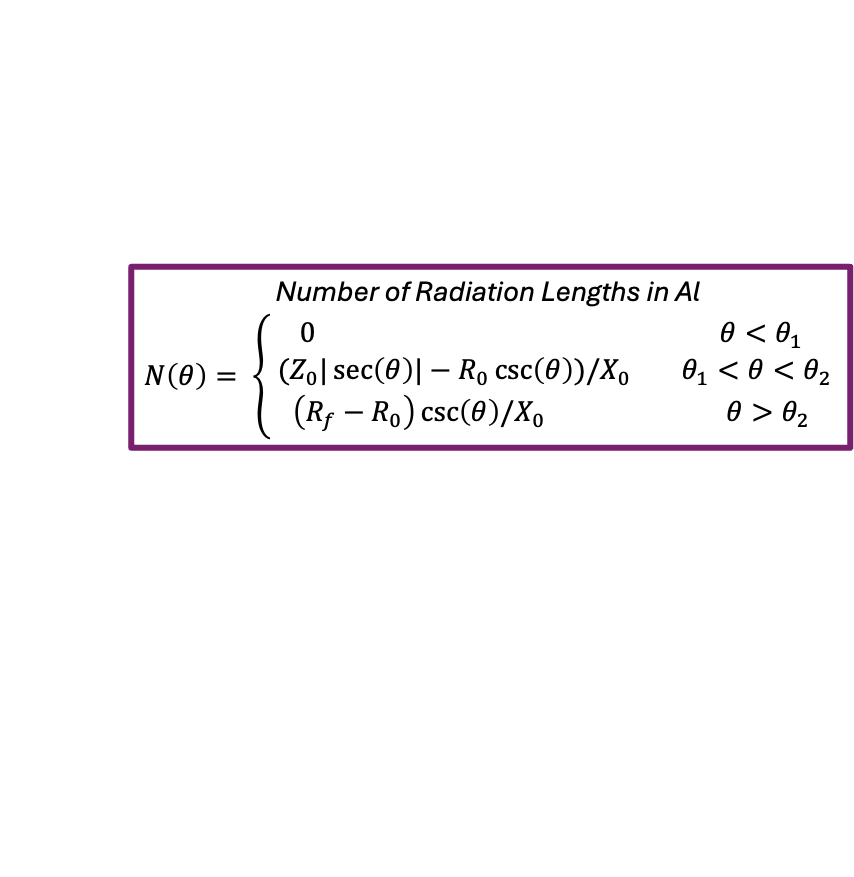 Number of Radiation Lengths in Al
0 θ < θ₁
N(θ) = { (Z₀| sec(θ)| − R₀ csc(θ))/X₀ θ₁ < θ < θ₂
(R_f − R₀) csc(θ)/X₀ θ > θ₂